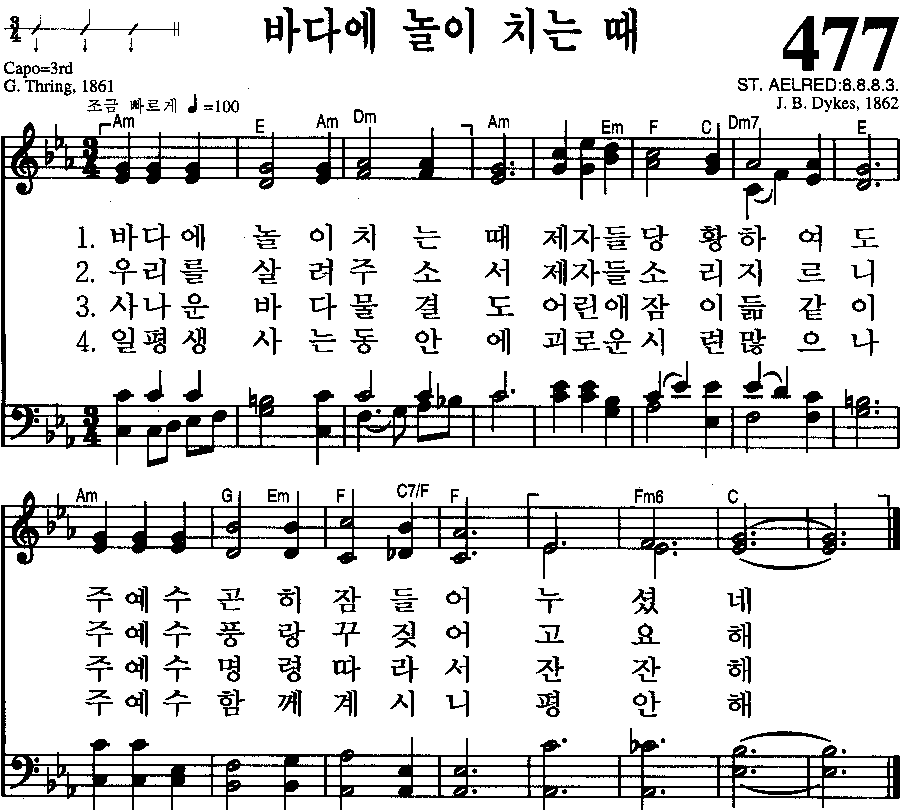 3/4
바다에 놀이 치는 때
477
Capo=3rd
G. Thring, 1861
ST. AELRED:8.8.8.3.
J. B. Dykes, 1862
조금 빠르게 ♩=100
Am E Am Dm Am Em F C Dm7 E
3/4
1. 바다에 놀이치는때 제자들당황하여도
2. 우리를 살려주소서 제자들소리지르니
3. 사나운 바다물결도 어린애잠이듦같이
4. 일평생 사는동안에 괴로운시련많으나
3/4
Am G Em F C7/F F Fm6 C
주예수 곤히 잠들어 누셨네
주예수 풍랑꾸짖어 고요해
주예수 명령따라서 잔잔해
주예수 함께계시니 평안해